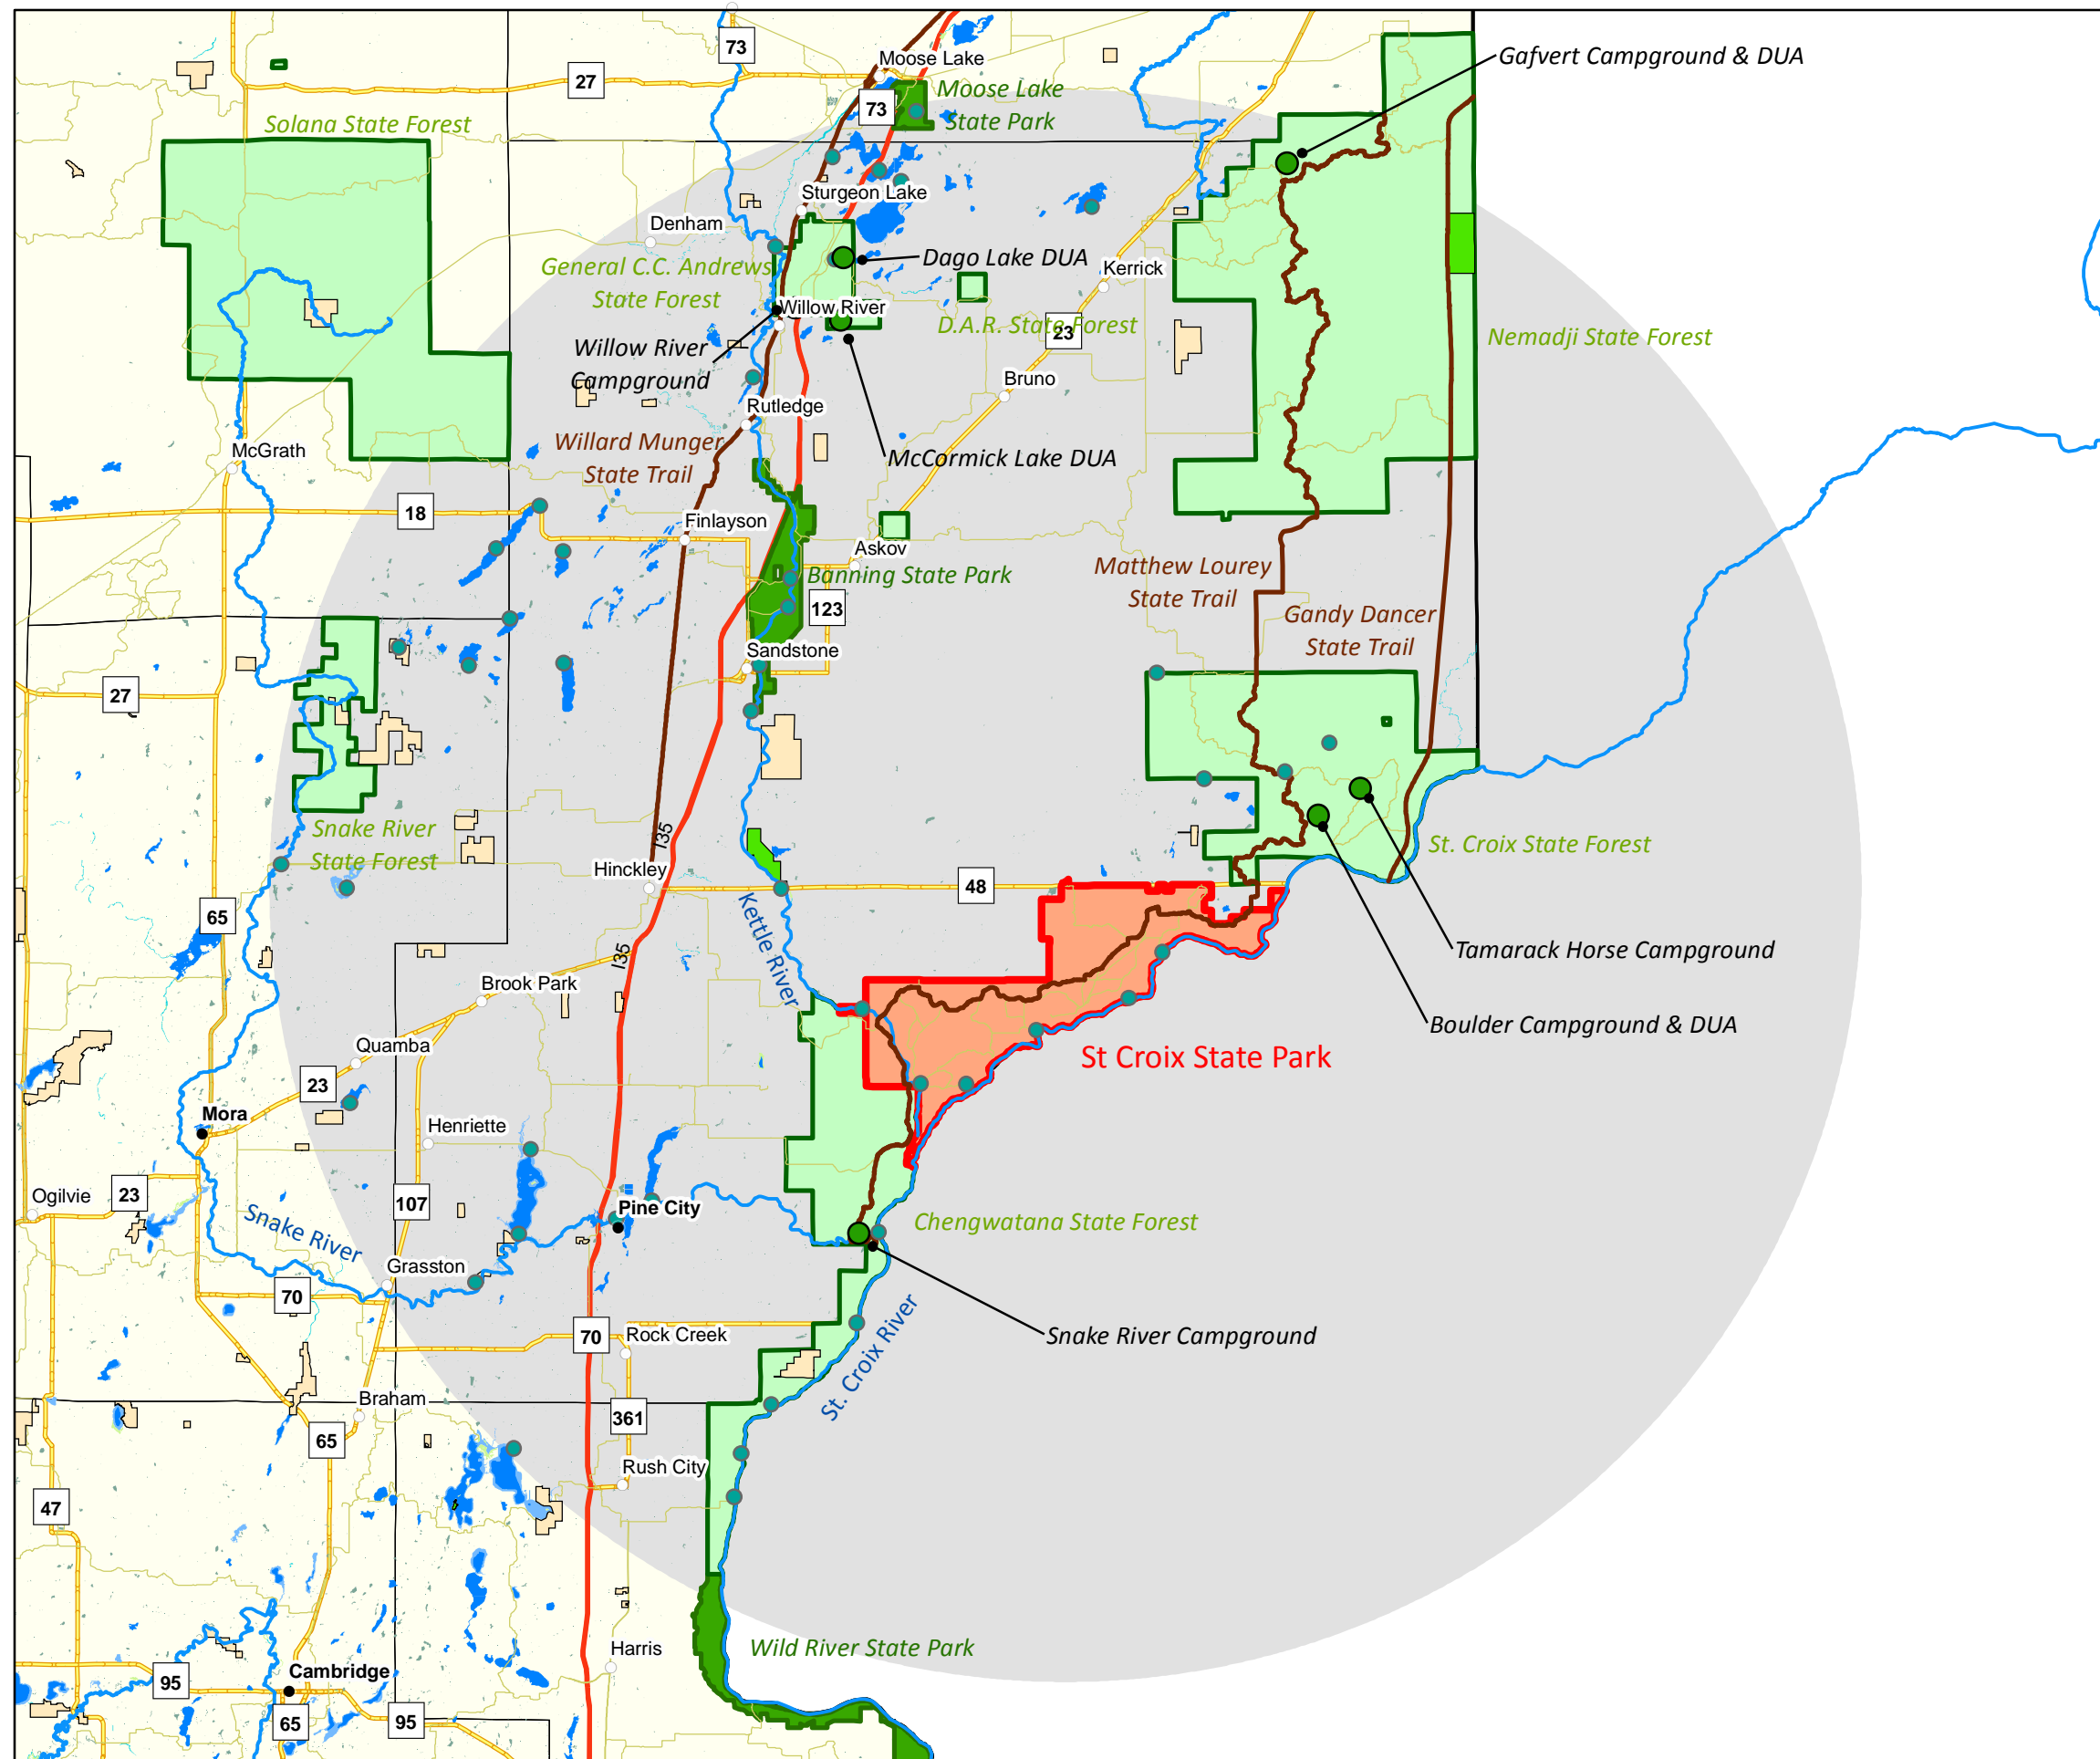 73
Moose Lake
Gafvert Campground & DUA
27
Moose Lake
State Park
73
Solana State Forest
Sturgeon Lake
Denham
General C.C. Andrews
State Forest
Dago Lake DUA
Kerrick
Willow River
D.A.R. State Forest
23
Nemadji State Forest
Willow River
Campground
Bruno
Rutledge
Willard Munger
State Trail
McCormick Lake DUA
McGrath
18
Finlayson
Askov
Banning State Park
Matthew Lourey
State Trail
123
Gandy Dancer
State Trail
Sandstone
27
Snake River
State Forest
I35
St. Croix State Forest
Hinckley
48
65
Kettle River
I35
Tamarack Horse Campground
Brook Park
Boulder Campground & DUA
Quamba
St Croix State Park
23
Mora
Henriette
Ogilvie
23
107
Pine City
Snake River
Chengwatana State Forest
Grasston
70
70
Rock Creek
Snake River Campground
St. Croix River
Braham
361
65
Rush City
47
Harris
Wild River State Park
95
Cambridge
65
95